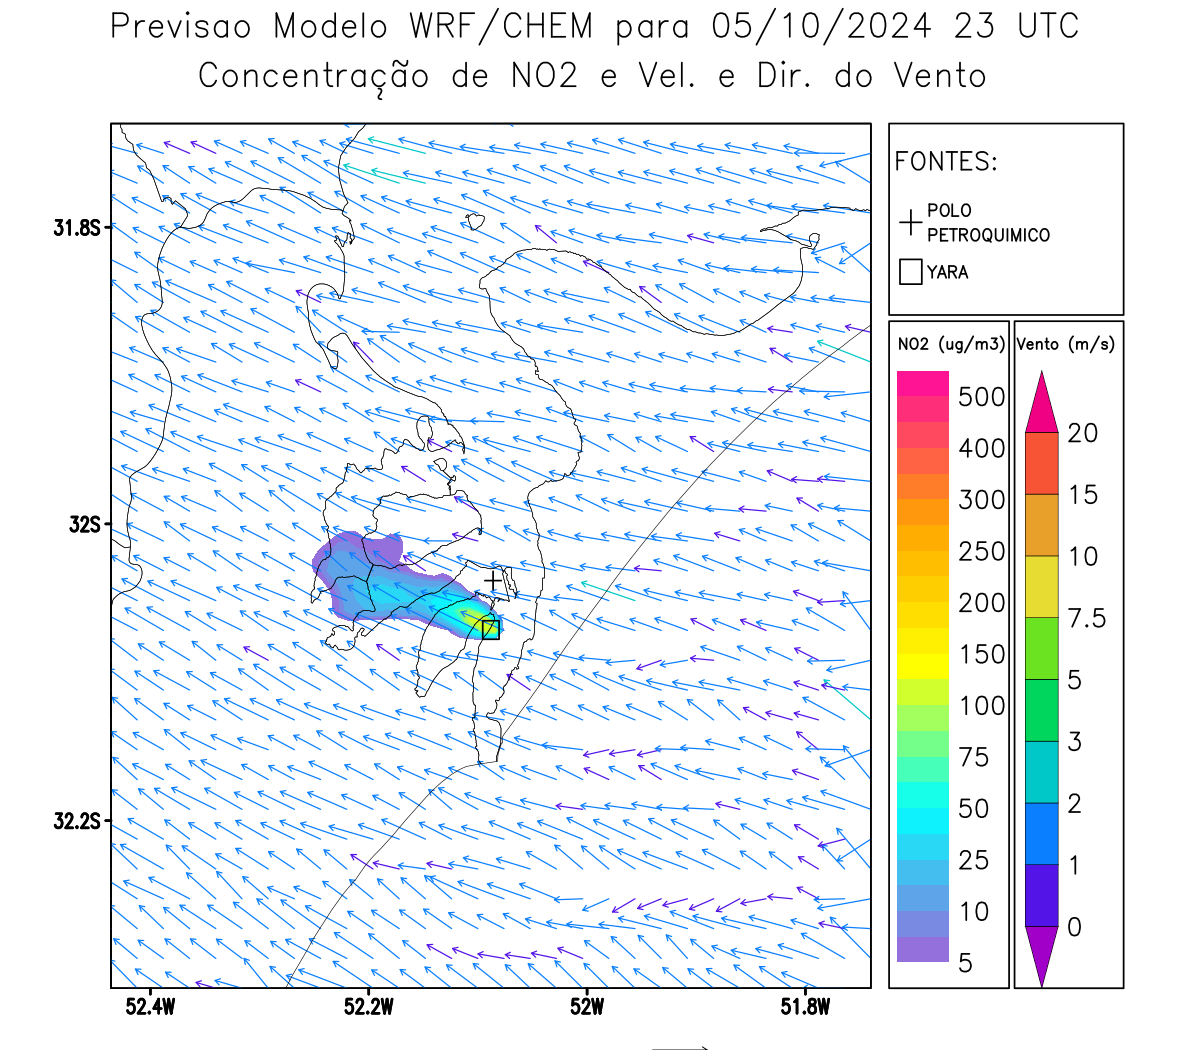 Previsao Modelo WRF/CHEM para 05/10/2024 23 UTC
Concentração de NO2 e Vel. e Dir. do Vento
FONTES:
POLO
PETROQUIMICO
YARA
31.8S
32S
32.2S
52.4W
52.2W
52W
51.8W
NO2 (ug/m3)
500
400
300
250
200
150
100
75
50
25
10
5
Vento (m/s)
20
15
10
7.5
5
3
2
1
0